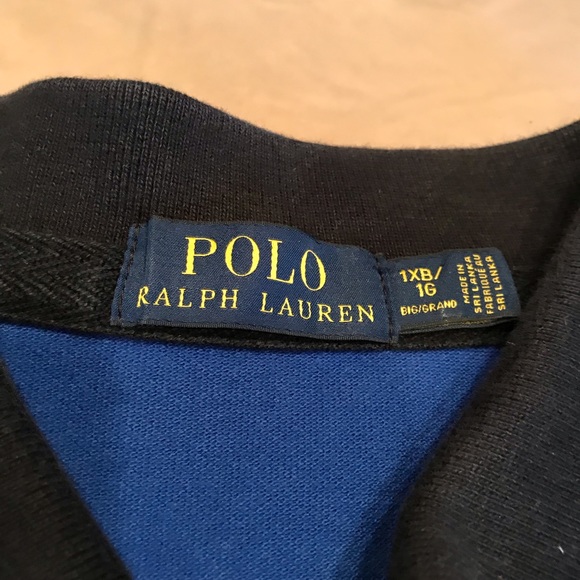 POLO
RALPH LAUREN
1XB/
1G
BIG/GRAND
MADE IN
SRI LANKA
FABRIQUÉ AU
SRI LANKA